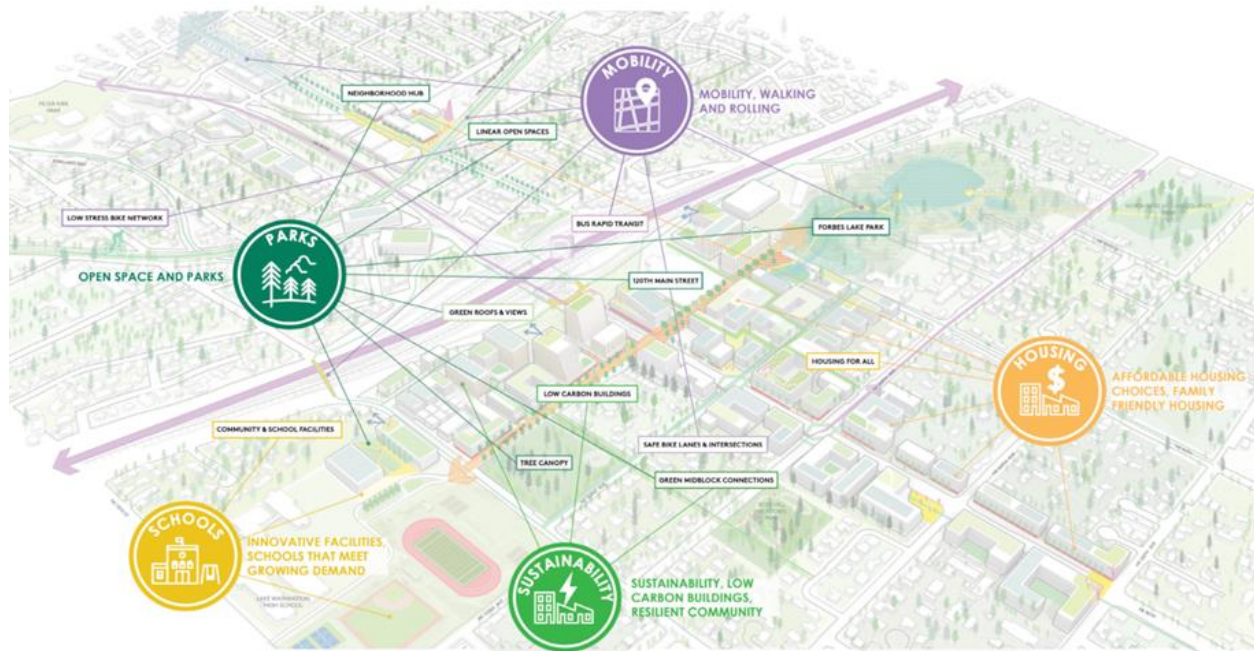 MOBILITY
MOBILITY, WALKING
AND ROLLING
NEIGHBORHOOD HUB
LINEAR OPEN SPACES
LOW STRESS BIKE NETWORK
BUS RAPID TRANSIT
FORBES LAKE PARK
PARKS
OPEN SPACE AND PARKS
120TH MAIN STREET
GREEN ROOFS & VIEWS
HOUSING FOR ALL
HOUSING
AFFORDABLE HOUSING
CHOICES, FAMILY
FRIENDLY HOUSING
LOW CARBON BUILDINGS
COMMUNITY & SCHOOL FACILITIES
SAFE BIKE LANES & INTERSECTIONS
TREE CANOPY
GREEN MIDBLOCK CONNECTIONS
SCHOOLS
INNOVATIVE FACILITIES,
SCHOOLS THAT MEET
GROWING DEMAND
LAKE WASHINGTON
HIGH SCHOOL
SUSTAINABILITY
SUSTAINABILITY, LOW
CARBON BUILDINGS,
RESILIENT COMMUNITY